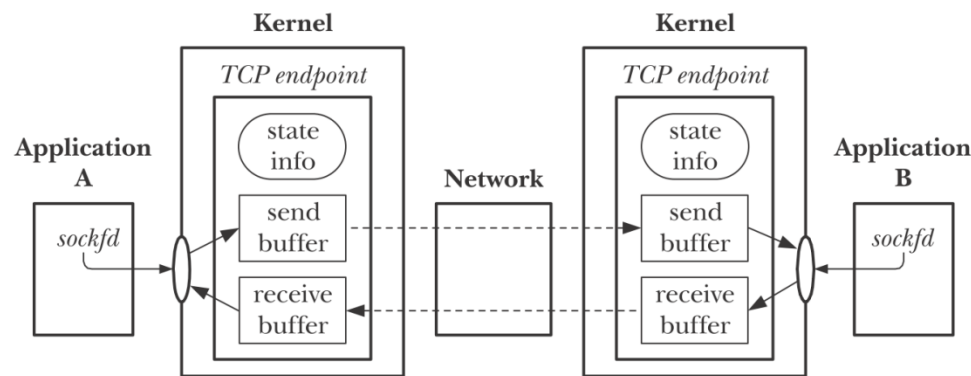 Kernel
Kernel
TCP endpoint
TCP endpoint
state
info
state
info
Application
A
Network
Application
B
send
buffer
send
buffer
sockfd
sockfd
receive
buffer
receive
buffer